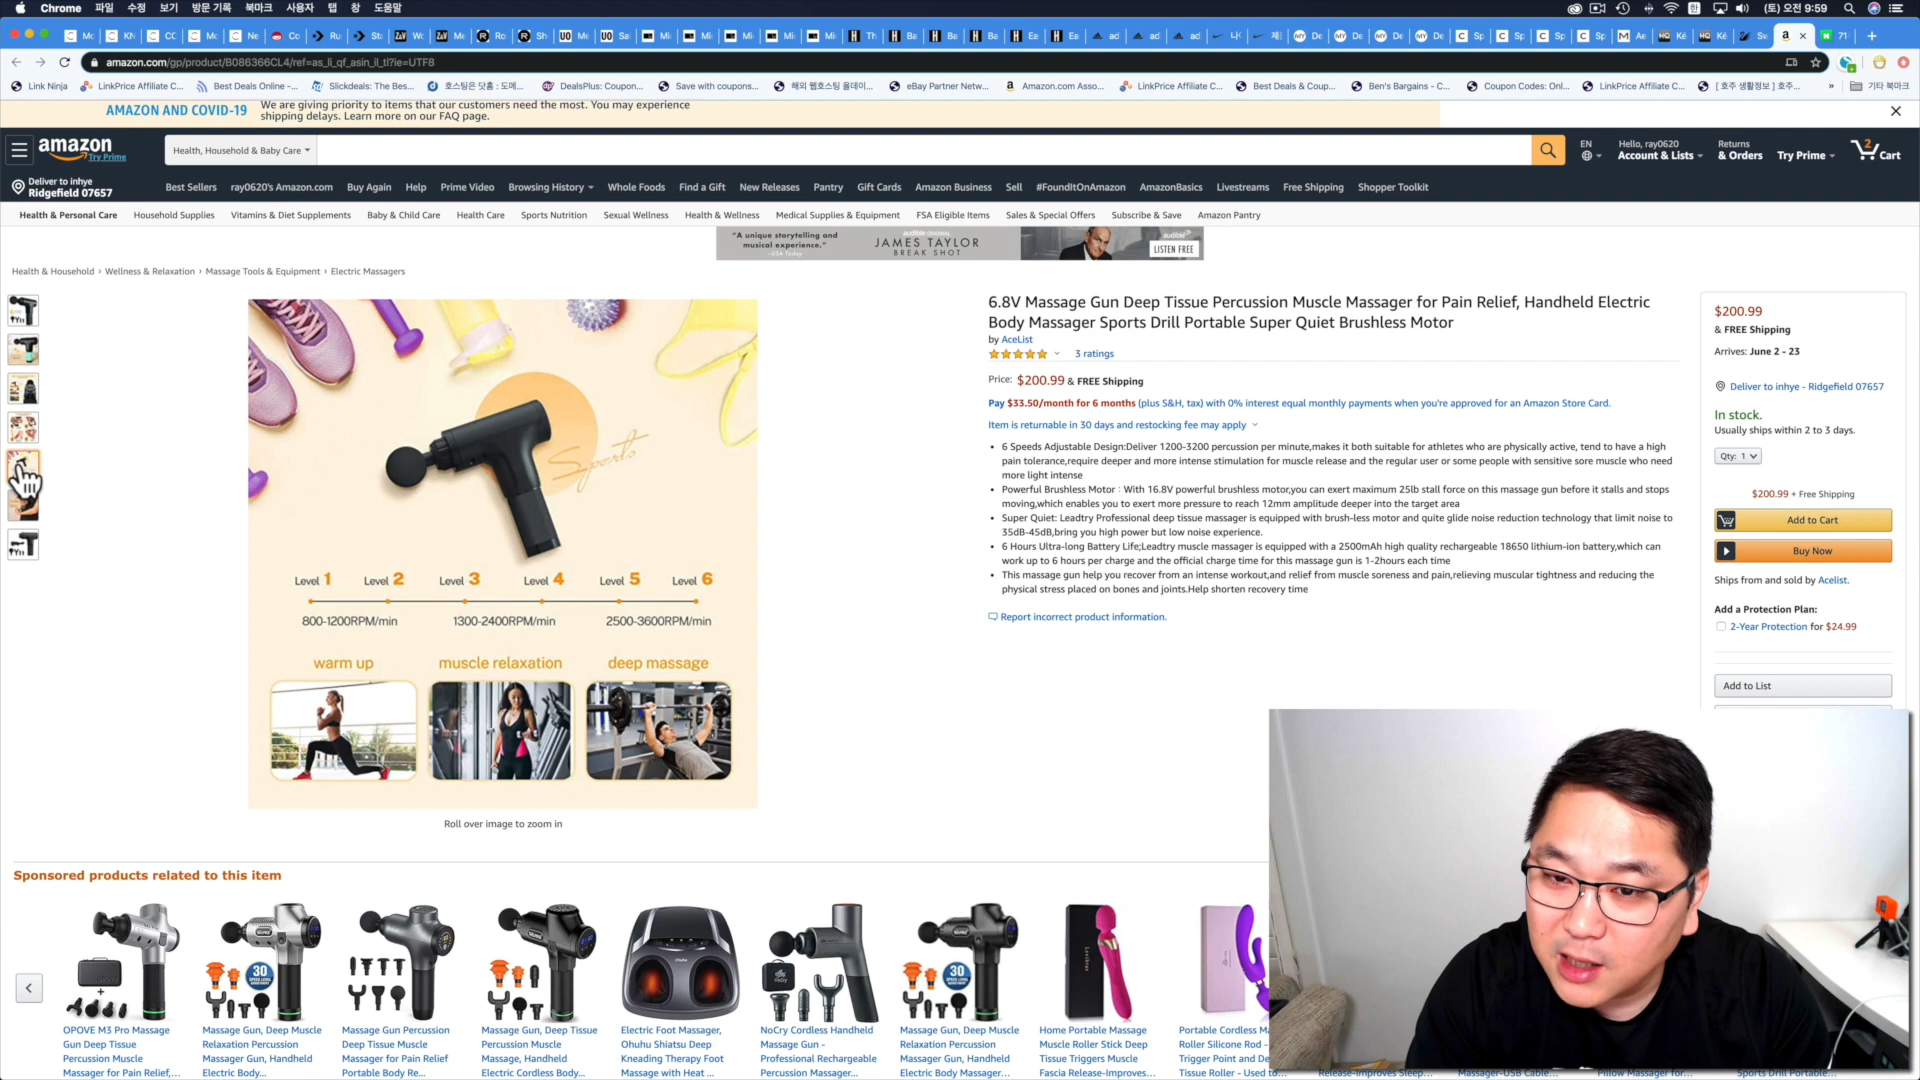 Chrome 파일 수정 보기 방문 기록 북마크 사용자 탭 창 도움말
(토) 오전 9:59
amazon.com/gp/product/B086366CL4/ref=as_li_qf_asin_il_tl?ie=UTF8
Link Ninja LinkPrice Affiliate C... Best Deals Online -... Slickdeals: The Bes... 호스팅은 닷홈 : 도메... DealsPlus: Coupon... Save with coupons... 해외 웹호스팅 올데이... eBay Partner Netw... Amazon.com Asso... LinkPrice Affiliate C... Best Deals & Coup... Ben's Bargains - C... Coupon Codes: Onl... LinkPrice Affiliate C... [ 호주 생활정보 ] 호주... » 기타 북마크
AMAZON AND COVID-19
We are giving priority to items that our customers need the most. You may experience
shipping delays. Learn more on our FAQ page.
amazon
Try Prime
Health, Household & Baby Care
EN
Hello, ray0620
Account & Lists
Returns
& Orders
Try Prime
2
Cart
Deliver to inhye
Ridgefield 07657
Best Sellers ray0620's Amazon.com Buy Again Help Prime Video Browsing History Whole Foods Find a Gift New Releases Pantry Gift Cards Amazon Business Sell #FoundItOnAmazon AmazonBasics Livestreams Free Shipping Shopper Toolkit
Health & Personal Care Household Supplies Vitamins & Diet Supplements Baby & Child Care Health Care Sports Nutrition Sexual Wellness Health & Wellness Medical Supplies & Equipment FSA Eligible Items Sales & Special Offers Subscribe & Save Amazon Pantry
"A unique storytelling and
musical experience."
—USA Today
audible ORIGINAL
JAMES TAYLOR
BREAK SHOT
audible
LISTEN FREE
Health & Household › Wellness & Relaxation › Massage Tools & Equipment › Electric Massagers
Sports
Level 1 Level 2 Level 3 Level 4 Level 5 Level 6
800-1200RPM/min 1300-2400RPM/min 2500-3600RPM/min
warm up muscle relaxation deep massage
Roll over image to zoom in
6.8V Massage Gun Deep Tissue Percussion Muscle Massager for Pain Relief, Handheld Electric
Body Massager Sports Drill Portable Super Quiet Brushless Motor
by AceList
3 ratings
Price: $200.99 & FREE Shipping
Pay $33.50/month for 6 months (plus S&H, tax) with 0% interest equal monthly payments when you're approved for an Amazon Store Card.
Item is returnable in 30 days and restocking fee may apply
• 6 Speeds Adjustable Design:Deliver 1200-3200 percussion per minute,makes it both suitable for athletes who are physically active, tend to have a high
pain tolerance,require deeper and more intense stimulation for muscle release and the regular user or some people with sensitive sore muscle who need
more light intense
• Powerful Brushless Motor：With 16.8V powerful brushless motor,you can exert maximum 25lb stall force on this massage gun before it stalls and stops
moving,which enables you to exert more pressure to reach 12mm amplitude deeper into the target area
• Super Quiet: Leadtry Professional deep tissue massager is equipped with brush-less motor and quite glide noise reduction technology that limit noise to
35dB-45dB,bring you high power but low noise experience.
• 6 Hours Ultra-long Battery Life;Leadtry muscle massager is equipped with a 2500mAh high quality rechargeable 18650 lithium-ion battery,which can
work up to 6 hours per charge and the official charge time for this massage gun is 1-2hours each time
• This massage gun help you recover from an intense workout,and relief from muscle soreness and pain,relieving muscular tightness and reducing the
physical stress placed on bones and joints.Help shorten recovery time
Report incorrect product information.
$200.99
& FREE Shipping
Arrives: June 2 - 23
Deliver to inhye - Ridgefield 07657
In stock.
Usually ships within 2 to 3 days.
Qty: 1
$200.99 + Free Shipping
Add to Cart
Buy Now
Ships from and sold by Acelist.
Add a Protection Plan:
2-Year Protection for $24.99
Add to List
Sponsored products related to this item
OPOVE M3 Pro Massage
Gun Deep Tissue
Percussion Muscle
Massager for Pain Relief,...
Massage Gun, Deep Muscle
Relaxation Percussion
Massager Gun, Handheld
Electric Body...
Massage Gun Percussion
Deep Tissue Muscle
Massager for Pain Relief
Portable Body Re...
Massage Gun, Deep Tissue
Percussion Muscle
Massage, Handheld
Electric Cordless Body...
Electric Foot Massager,
Ohuhu Shiatsu Deep
Kneading Therapy Foot
Massage with Heat ...
NoCry Cordless Handheld
Massage Gun -
Professional Rechargeable
Percussion Massager...
Massage Gun, Deep Muscle
Relaxation Percussion
Massager Gun, Handheld
Electric Body Massager...
Home Portable Massage
Muscle Roller Stick Deep
Tissue Triggers Muscle
Fascia Release-Improves...
Portable Cordless Ma
Roller Silicone Rod -
Trigger Point and De
Tissue Roller - Used to...